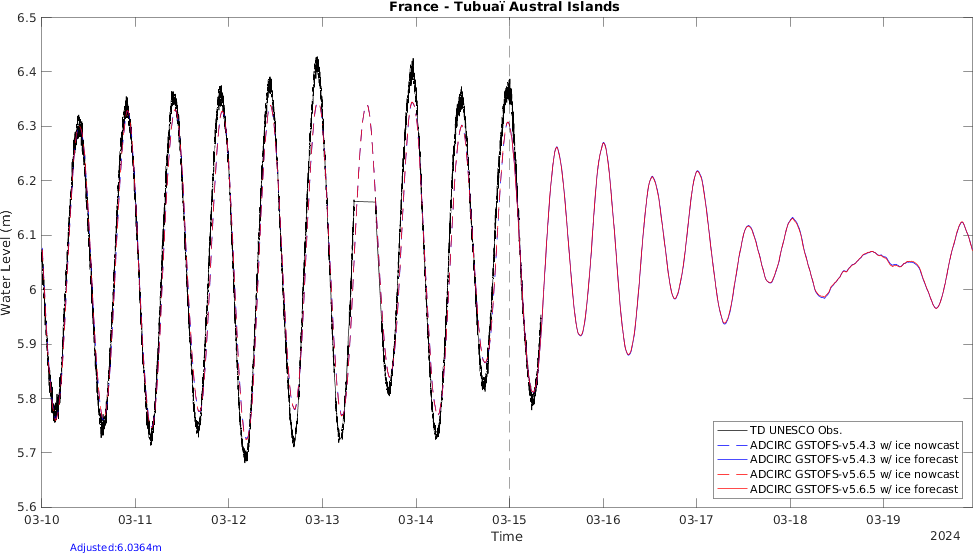 France - Tubuaï Austral Islands
6.5
6.4
6.3
6.2
6.1
6
5.9
5.8
5.7
5.6
Water Level (m)
03-10 03-11 03-12 03-13 03-14 03-15 03-16 03-17 03-18 03-19
Time
2024
TD UNESCO Obs.
ADCIRC GSTOFS-v5.4.3 w/ ice nowcast
ADCIRC GSTOFS-v5.4.3 w/ ice forecast
ADCIRC GSTOFS-v5.6.5 w/ ice nowcast
ADCIRC GSTOFS-v5.6.5 w/ ice forecast
Adjusted:6.0364m